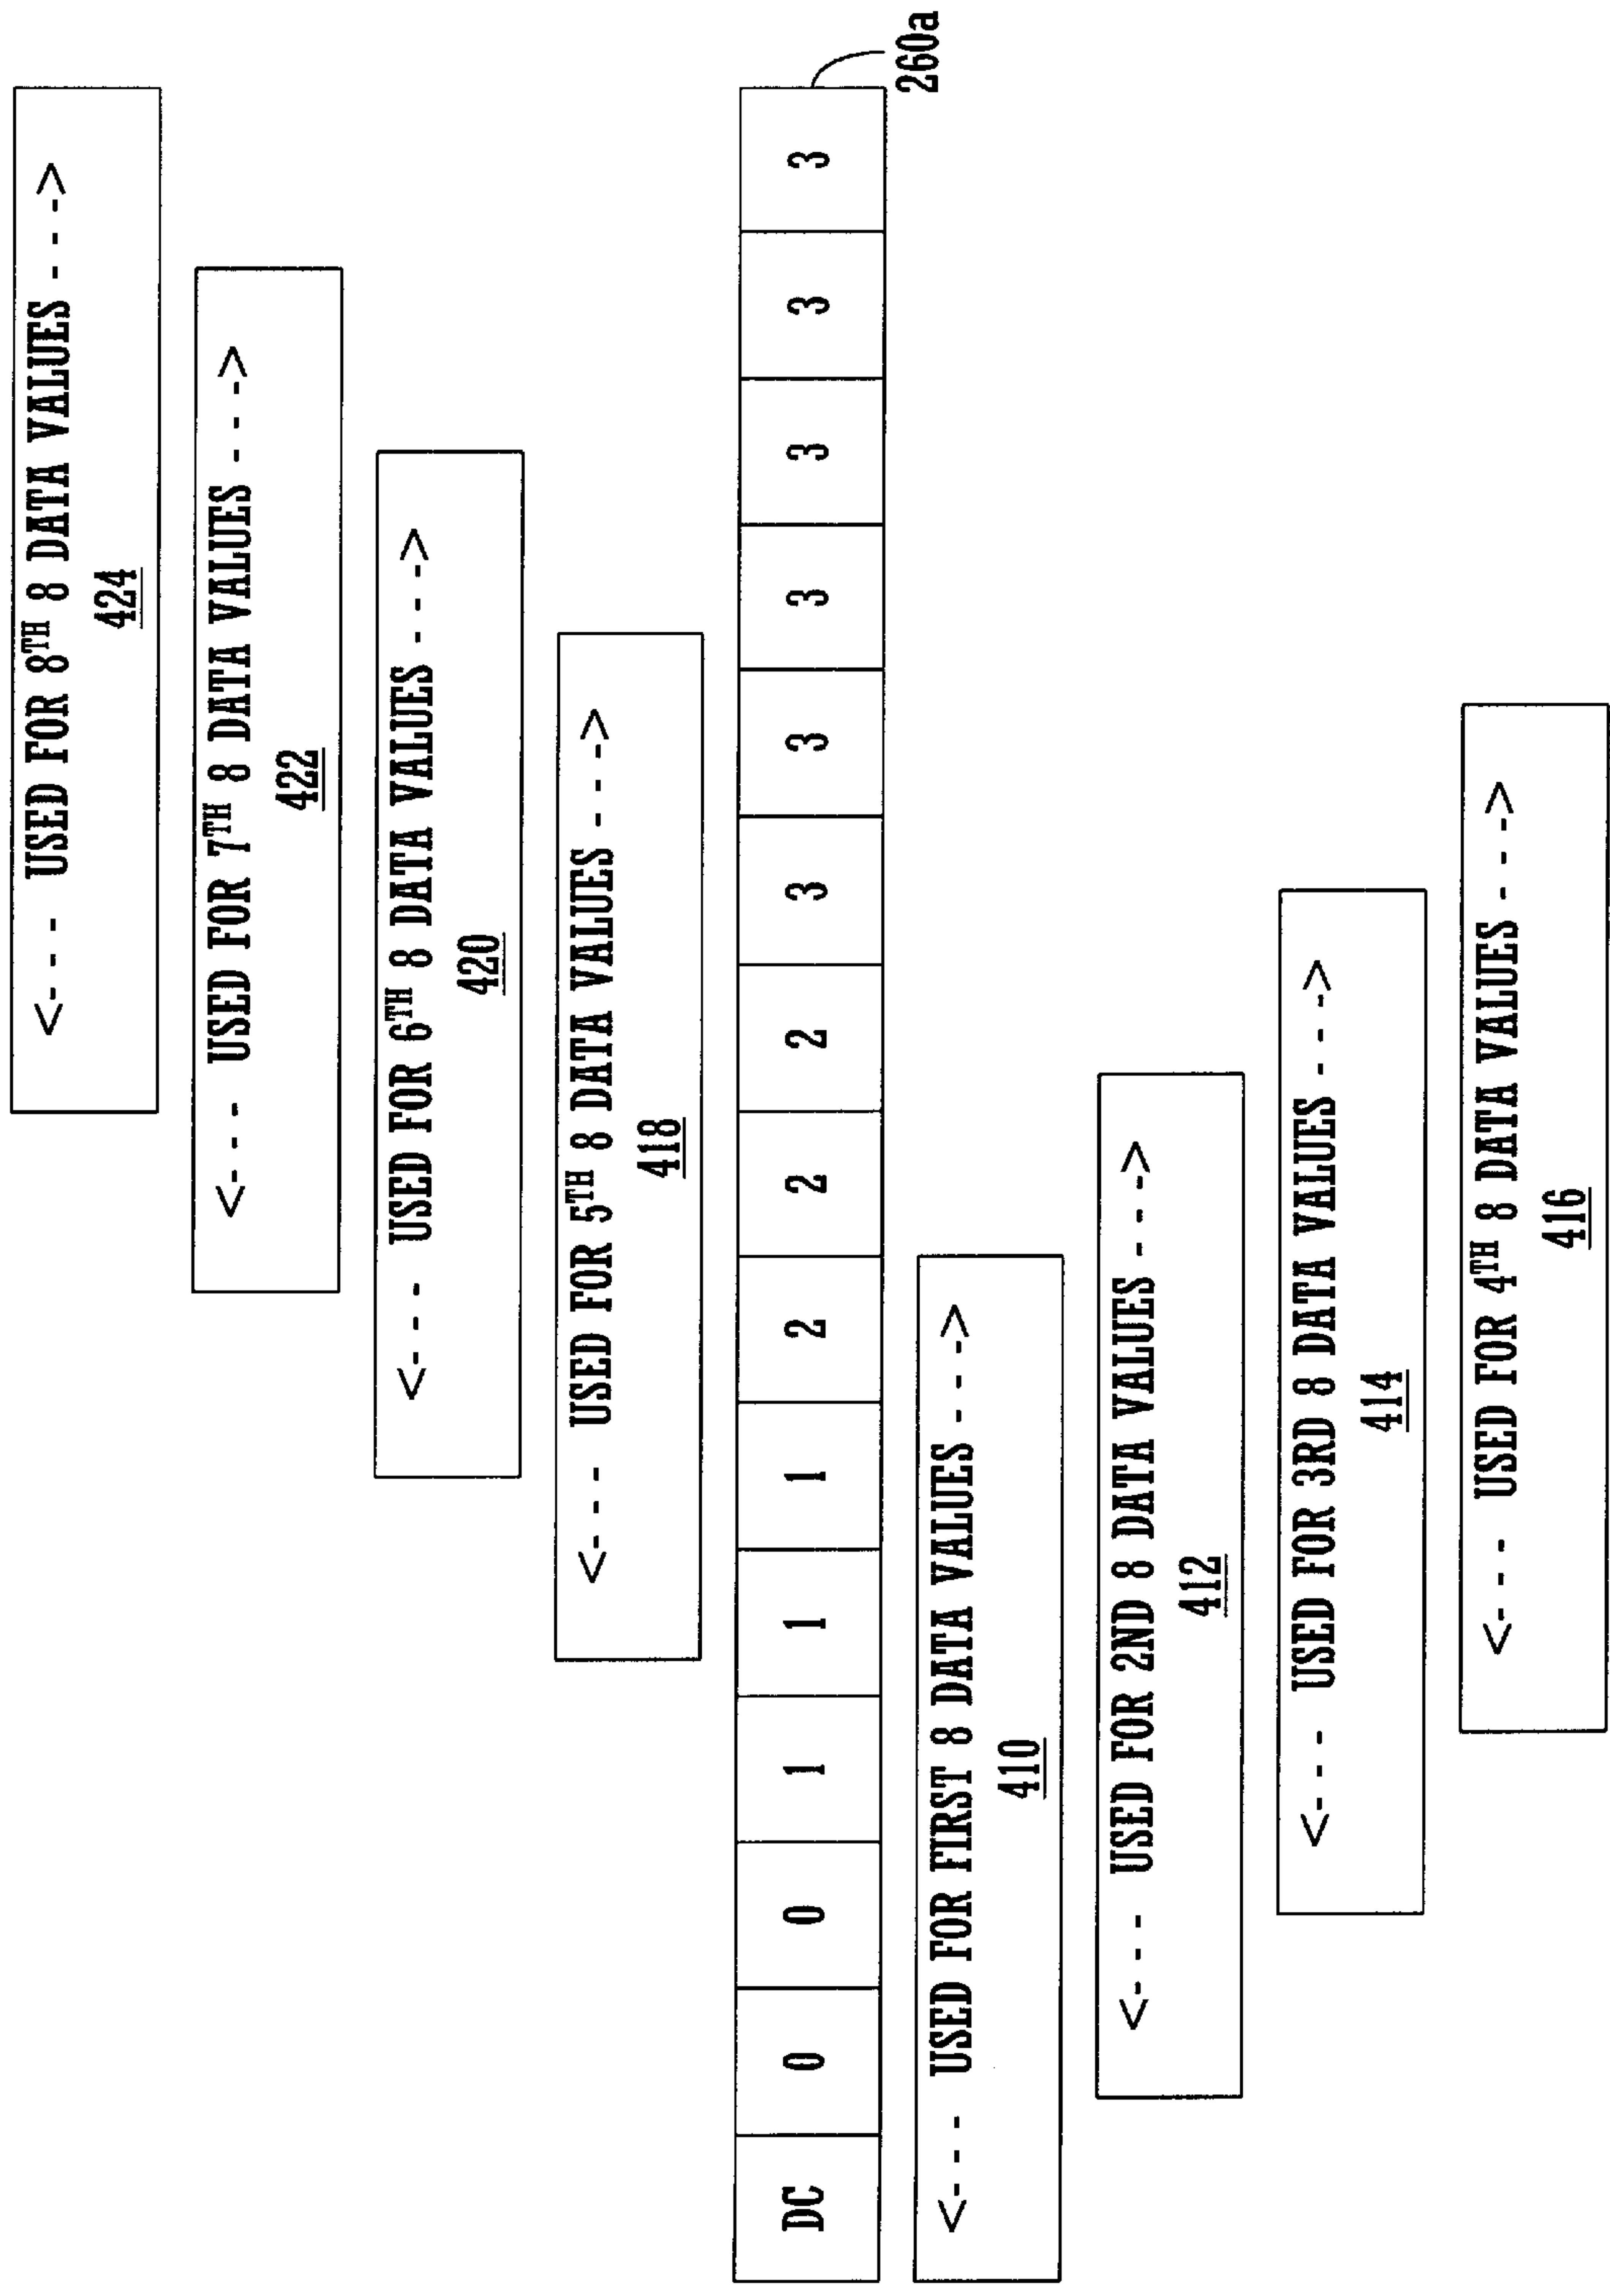 <--- USED FOR 8TH 8 DATA VALUES ---->
424
<--- USED FOR 7TH 8 DATA VALUES ---->
422
<--- USED FOR 6TH 8 DATA VALUES ---->
420
<--- USED FOR 5TH 8 DATA VALUES ---->
418
DC 0 0 1 1 1 2 2 2 3 3 3 3 3 3
260a
<--- USED FOR FIRST 8 DATA VALUES --->
410
<--- USED FOR 2ND 8 DATA VALUES ---->
412
<--- USED FOR 3RD 8 DATA VALUES ---->
414
<--- USED FOR 4TH 8 DATA VALUES ---->
416